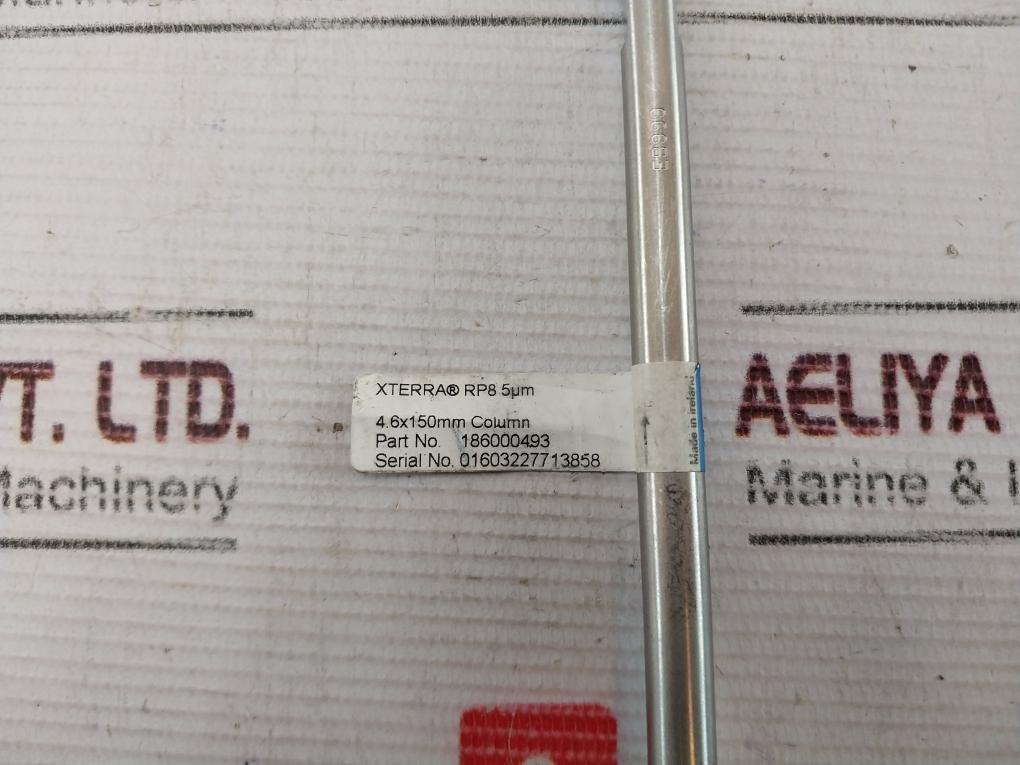 VT. LTD.
Machinery
XTERRA® RP8 5µm
4.6x150mm Column
Part No. 186000493
Serial No. 01603227713858
Made in Ireland
AELIYA
Marine &